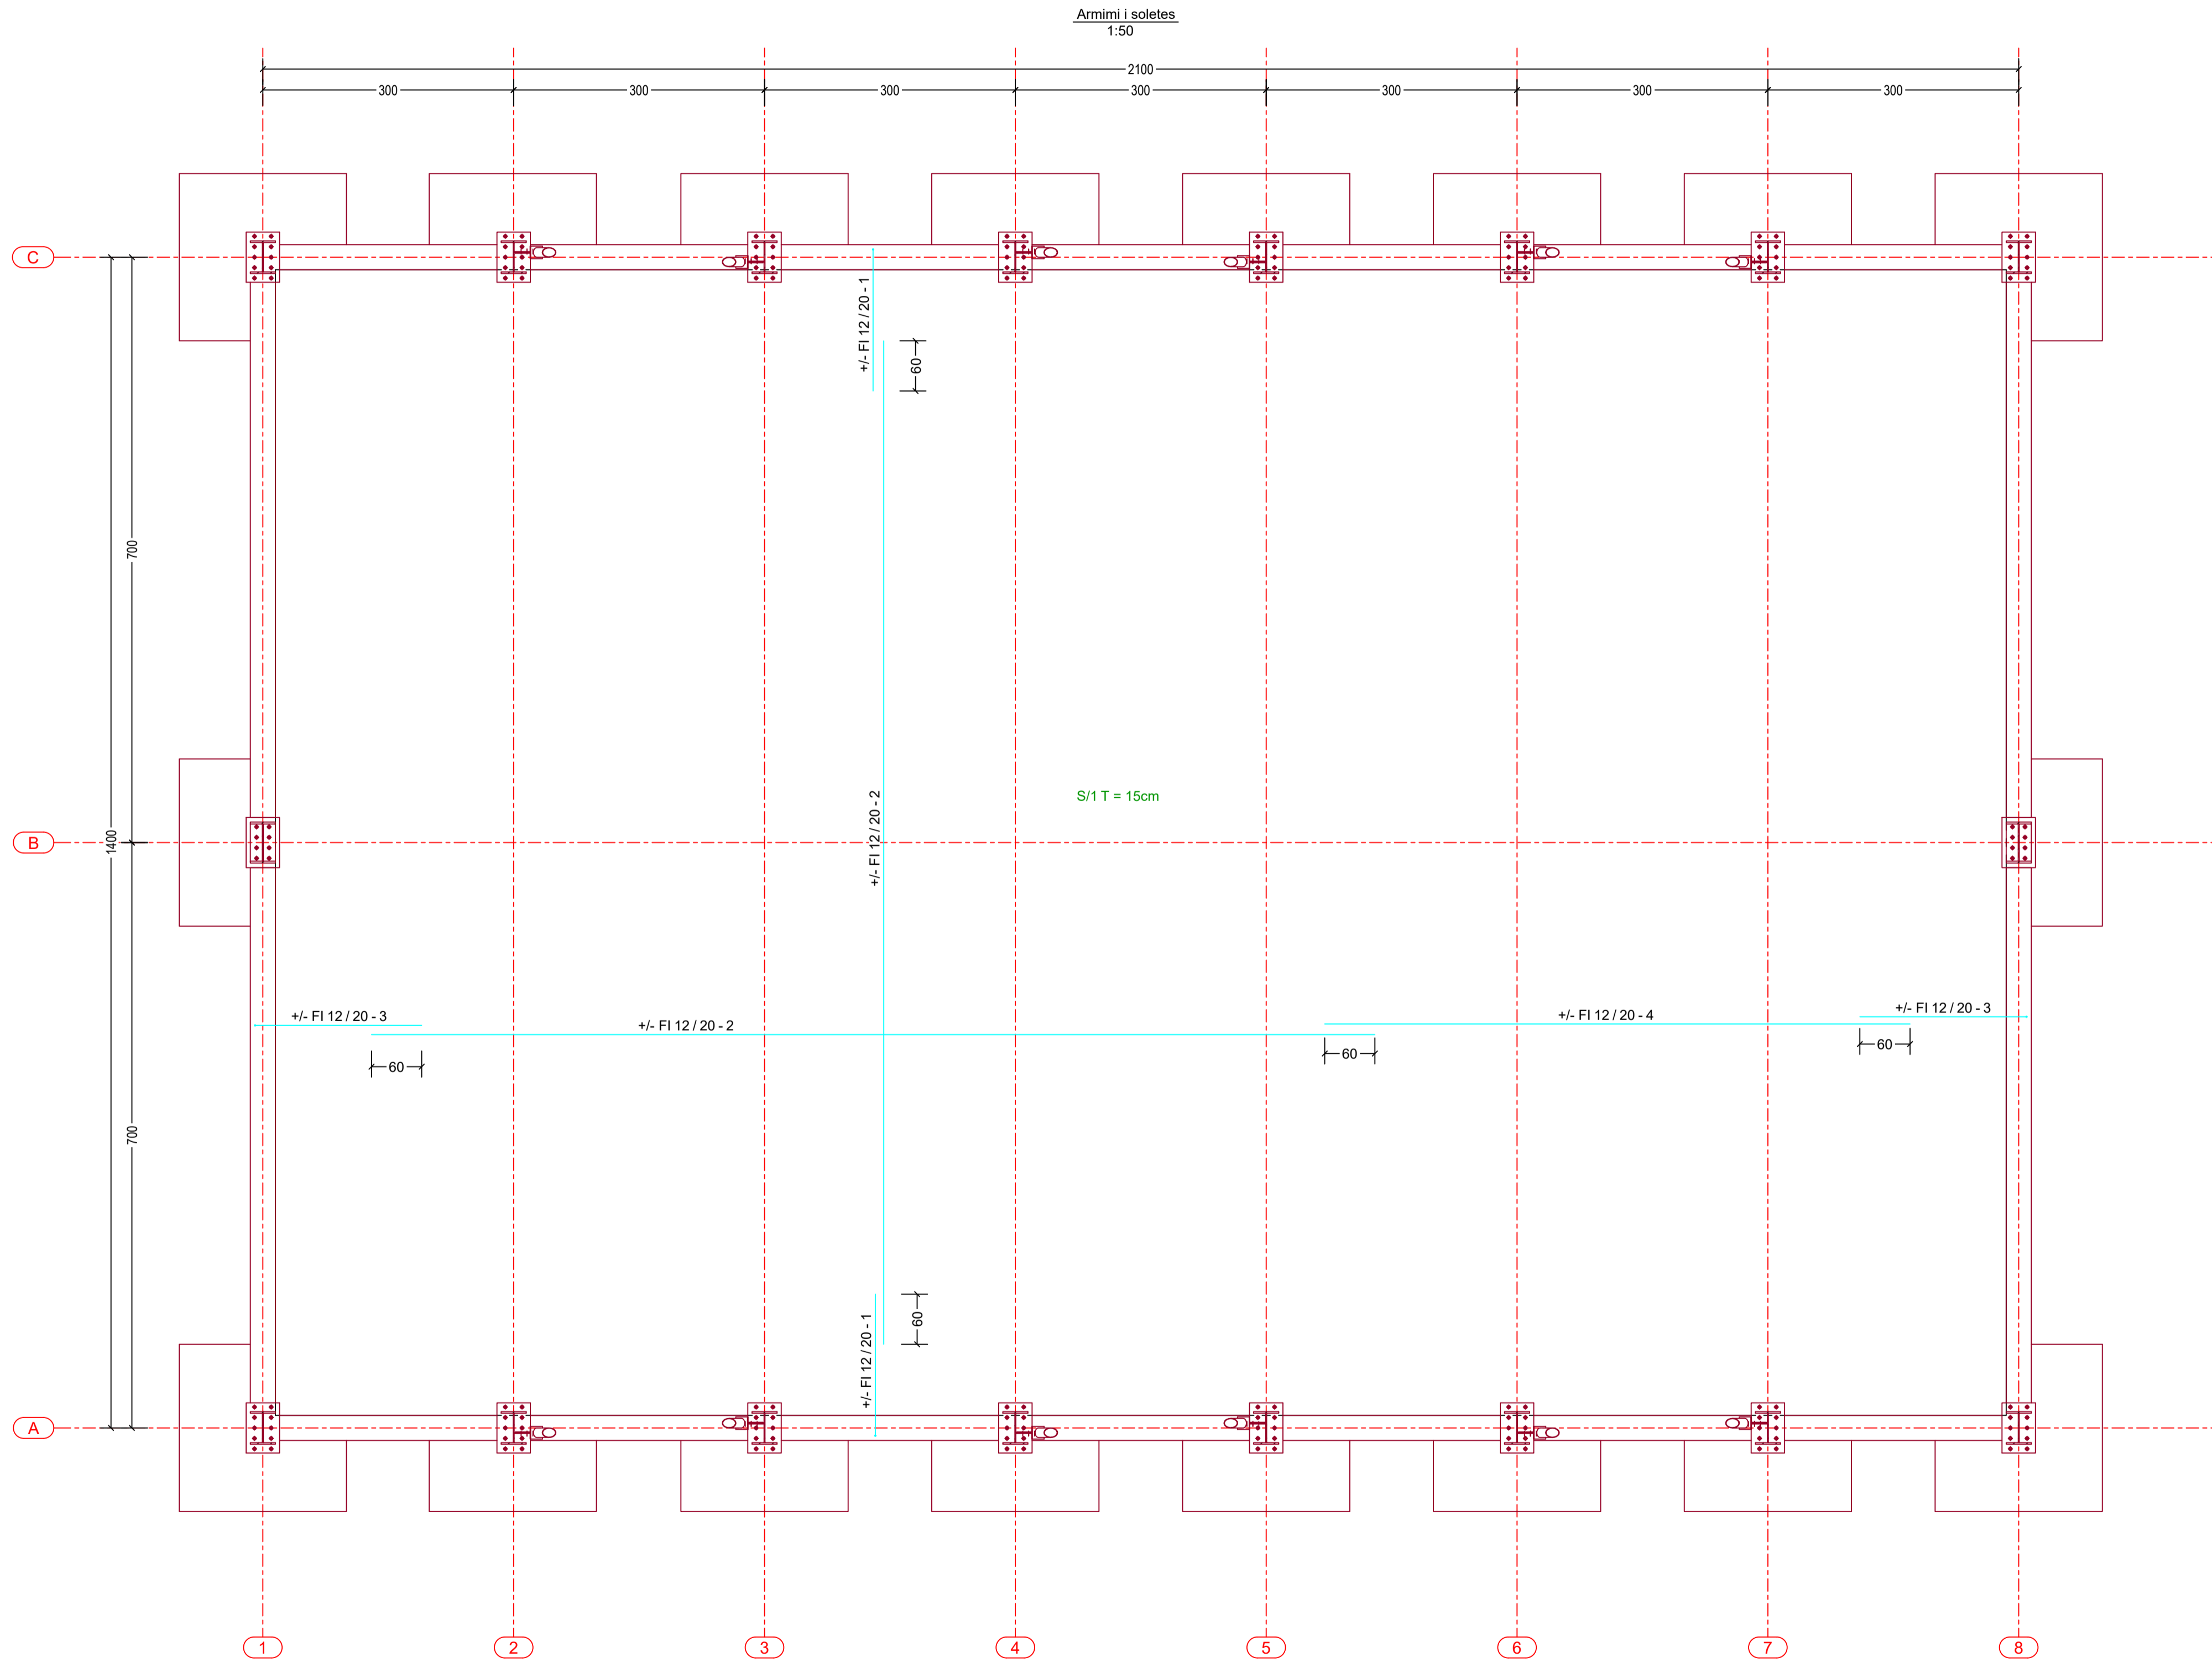 Armimi i soletes
1:50
2100
300
300
300
300
300
300
300
C
+/- FI 12 / 20 - 1
60
700
1400
+/- FI 12 / 20 - 2
S/1 T = 15cm
B
+/- FI 12 / 20 - 3
+/- FI 12 / 20 - 2
+/- FI 12 / 20 - 4
+/- FI 12 / 20 - 3
60
60
60
700
+/- FI 12 / 20 - 1
60
A
1
2
3
4
5
6
7
8